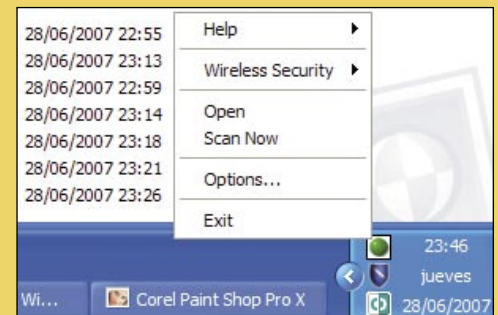 28/06/2007 22:55
28/06/2007 23:13
28/06/2007 22:59
28/06/2007 23:14
28/06/2007 23:18
28/06/2007 23:21
28/06/2007 23:26
Help
Wireless Security
Open
Scan Now
Options...
Exit
Wi...
Corel Paint Shop Pro X
23:46
jueves
28/06/2007